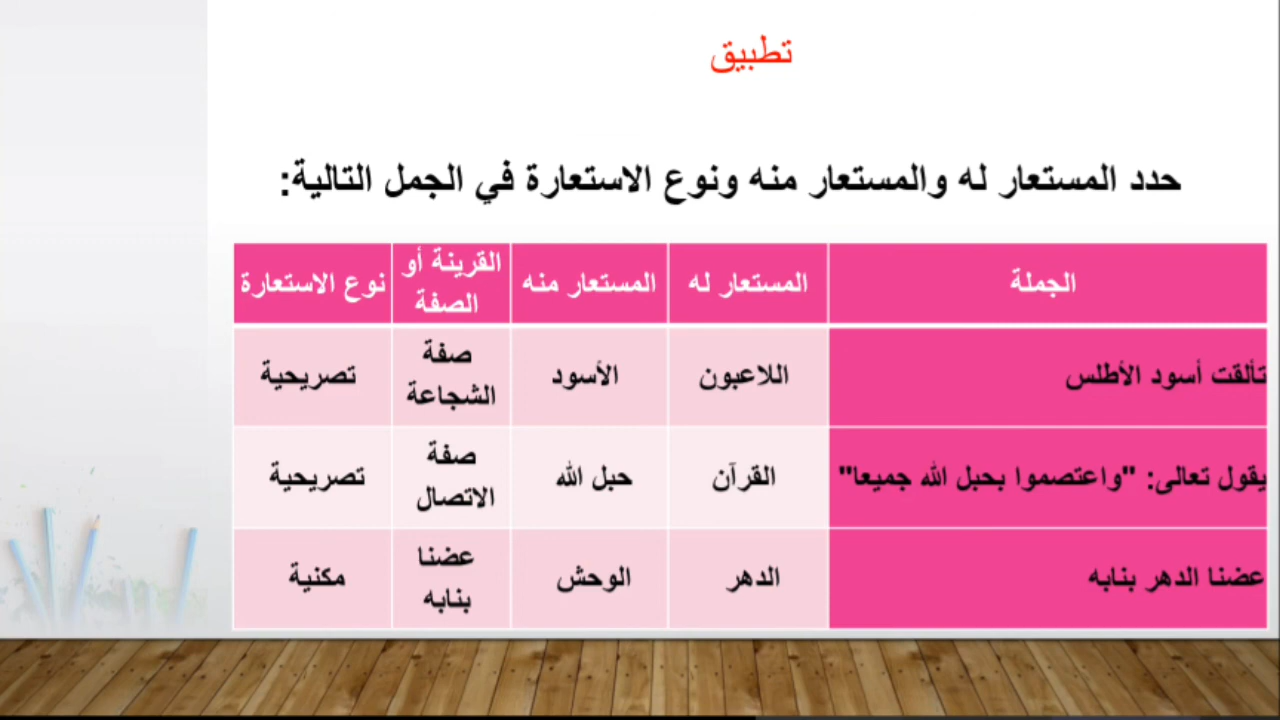 تطبيق
حدد المستعار له والمستعار منه ونوع الاستعارة في الجمل التالية:
الجملة
المستعار له
المستعار منه
القرينة أو
الصفة
نوع الاستعارة
تألقت أسود الأطلس
اللاعبون
الأسود
صفة
الشجاعة
تصريحية
يقول تعالى: "واعتصموا بحبل الله جميعا"
القرآن
حبل الله
صفة
الاتصال
تصريحية
عضنا الدهر بنابه
الدهر
الوحش
عضنا
بنابه
مكنية